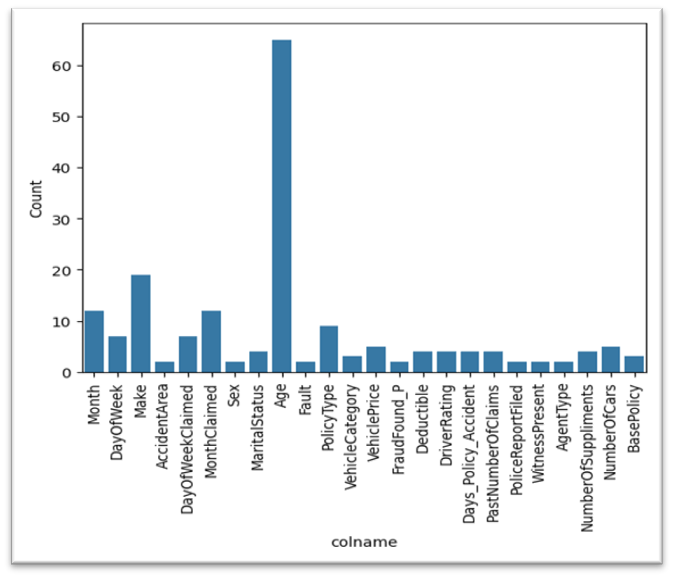 60
50
40
30
20
10
0
Count
Month
DayOfWeek
Make
AccidentArea
DayOfWeekClaimed
MonthClaimed
Sex
MaritalStatus
Age
Fault
PolicyType
VehicleCategory
VehiclePrice
FraudFound_P
Deductible
DriverRating
Days_Policy_Accident
PastNumberOfClaims
PoliceReportFiled
WitnessPresent
AgentType
NumberOfSuppliments
NumberOfCars
BasePolicy
colname